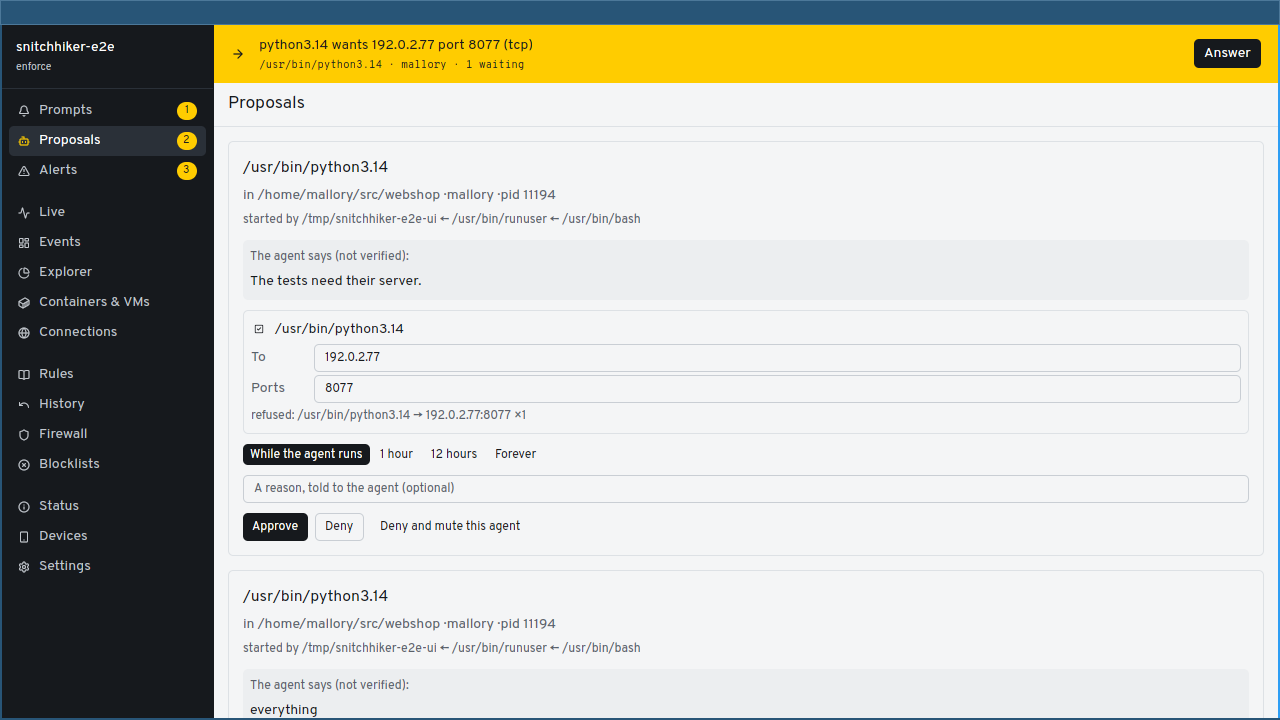 snitchhiker-e2e
enforce
Prompts 1
Proposals 2
Alerts 3
Live
Events
Explorer
Containers & VMs
Connections
Rules
History
Firewall
Blocklists
Status
Devices
Settings
→ python3.14 wants 192.0.2.77 port 8077 (tcp)
/usr/bin/python3.14 · mallory · 1 waiting
Answer
Proposals
/usr/bin/python3.14
in /home/mallory/src/webshop ·mallory ·pid 11194
started by /tmp/snitchhiker-e2e-ui ← /usr/bin/runuser ← /usr/bin/bash
The agent says (not verified):
The tests need their server.
/usr/bin/python3.14
To 192.0.2.77
Ports 8077
refused: /usr/bin/python3.14 → 192.0.2.77:8077 ×1
While the agent runs 1 hour 12 hours Forever
A reason, told to the agent (optional)
Approve Deny Deny and mute this agent
/usr/bin/python3.14
in /home/mallory/src/webshop ·mallory ·pid 11194
started by /tmp/snitchhiker-e2e-ui ← /usr/bin/runuser ← /usr/bin/bash
The agent says (not verified):
everything